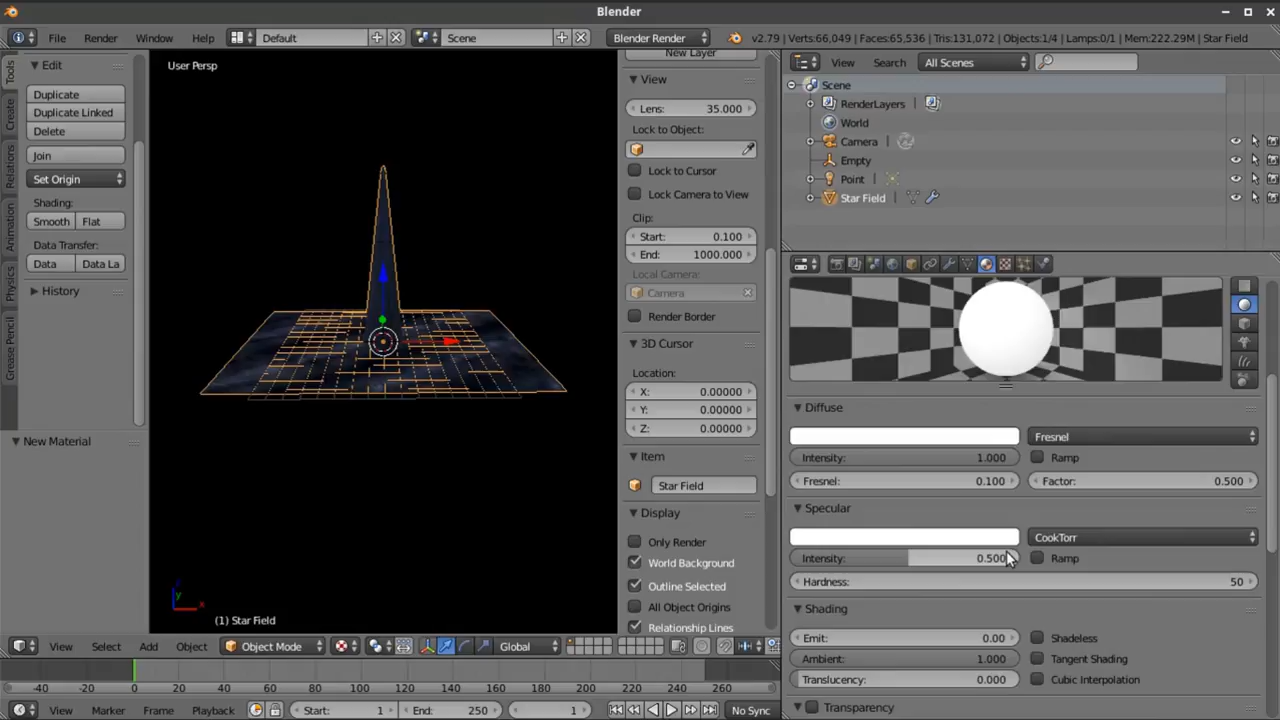 Blender
File Render Window Help Default Scene Blender Render v2.79 | Verts:66,049 | Faces:65,536 | Tris:131,072 | Objects:1/4 | Lamps:0/1 | Mem:222.29M | Star Field
Tools
Create
Relations
Animation
Physics
Grease Pencil
Edit
Duplicate
Duplicate Linked
Delete
Join
Set Origin
Shading:
Smooth Flat
Data Transfer:
Data Data La
History
New Material
User Persp
z
y
x
(1) Star Field
New Layer
View
Lens: 35.000
Lock to Object:
Lock to Cursor
Lock Camera to View
Clip:
Start: 0.100
End: 1000.000
Local Camera:
Camera
Render Border
3D Cursor
Location:
X: 0.00000
Y: 0.00000
Z: 0.00000
Item
Star Field
Display
Only Render
World Background
Outline Selected
All Object Origins
Relationship Lines
View Search All Scenes
Scene
RenderLayers
World
Camera
Empty
Point
Star Field
Diffuse
Fresnel
Intensity: 1.000 Ramp
Fresnel: 0.100 Factor: 0.500
Specular
CookTorr
Intensity: 0.500 Ramp
Hardness: 50
Shading
Emit: 0.00 Shadeless
Ambient: 1.000 Tangent Shading
Translucency: 0.000 Cubic Interpolation
Transparency
View Select Add Object Object Mode Global
-40 -20 0 20 40 60 80 100 120 140 160 180 200 220 240 260
View Marker Frame Playback Start: 1 End: 250 1 No Sync